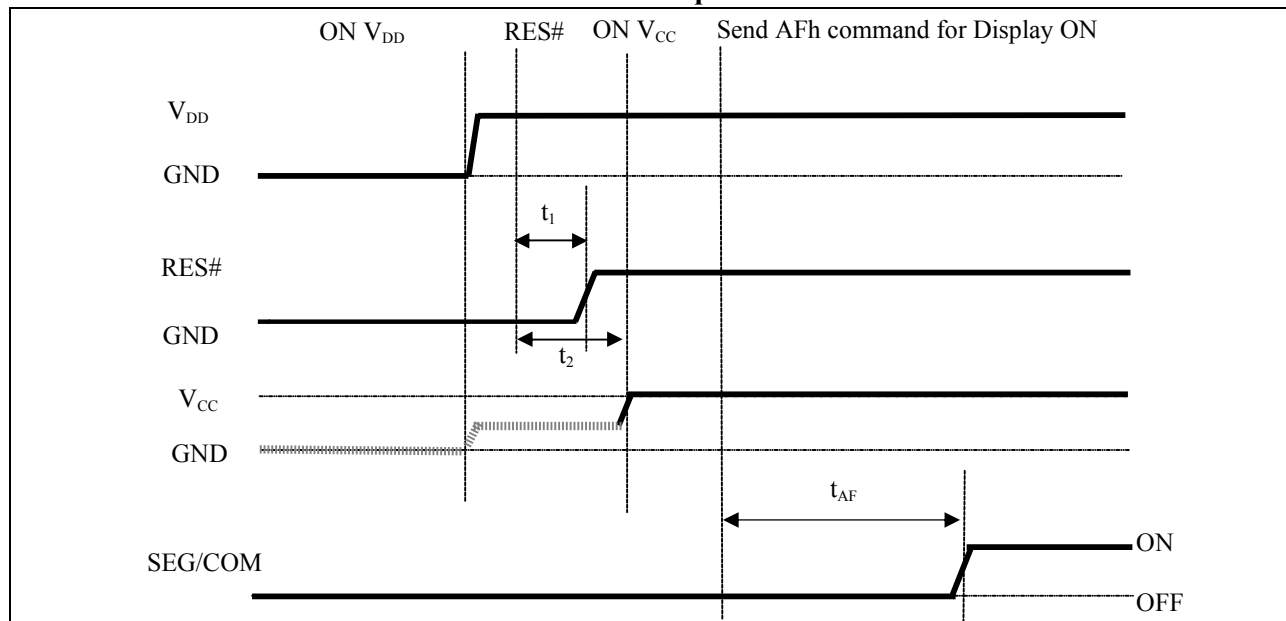 ON VDD RES# ON VCC Send AFh command for Display ON
VDD
GND
t1
RES#
GND
t2
VCC
GND
tAF
SEG/COM
ON
OFF